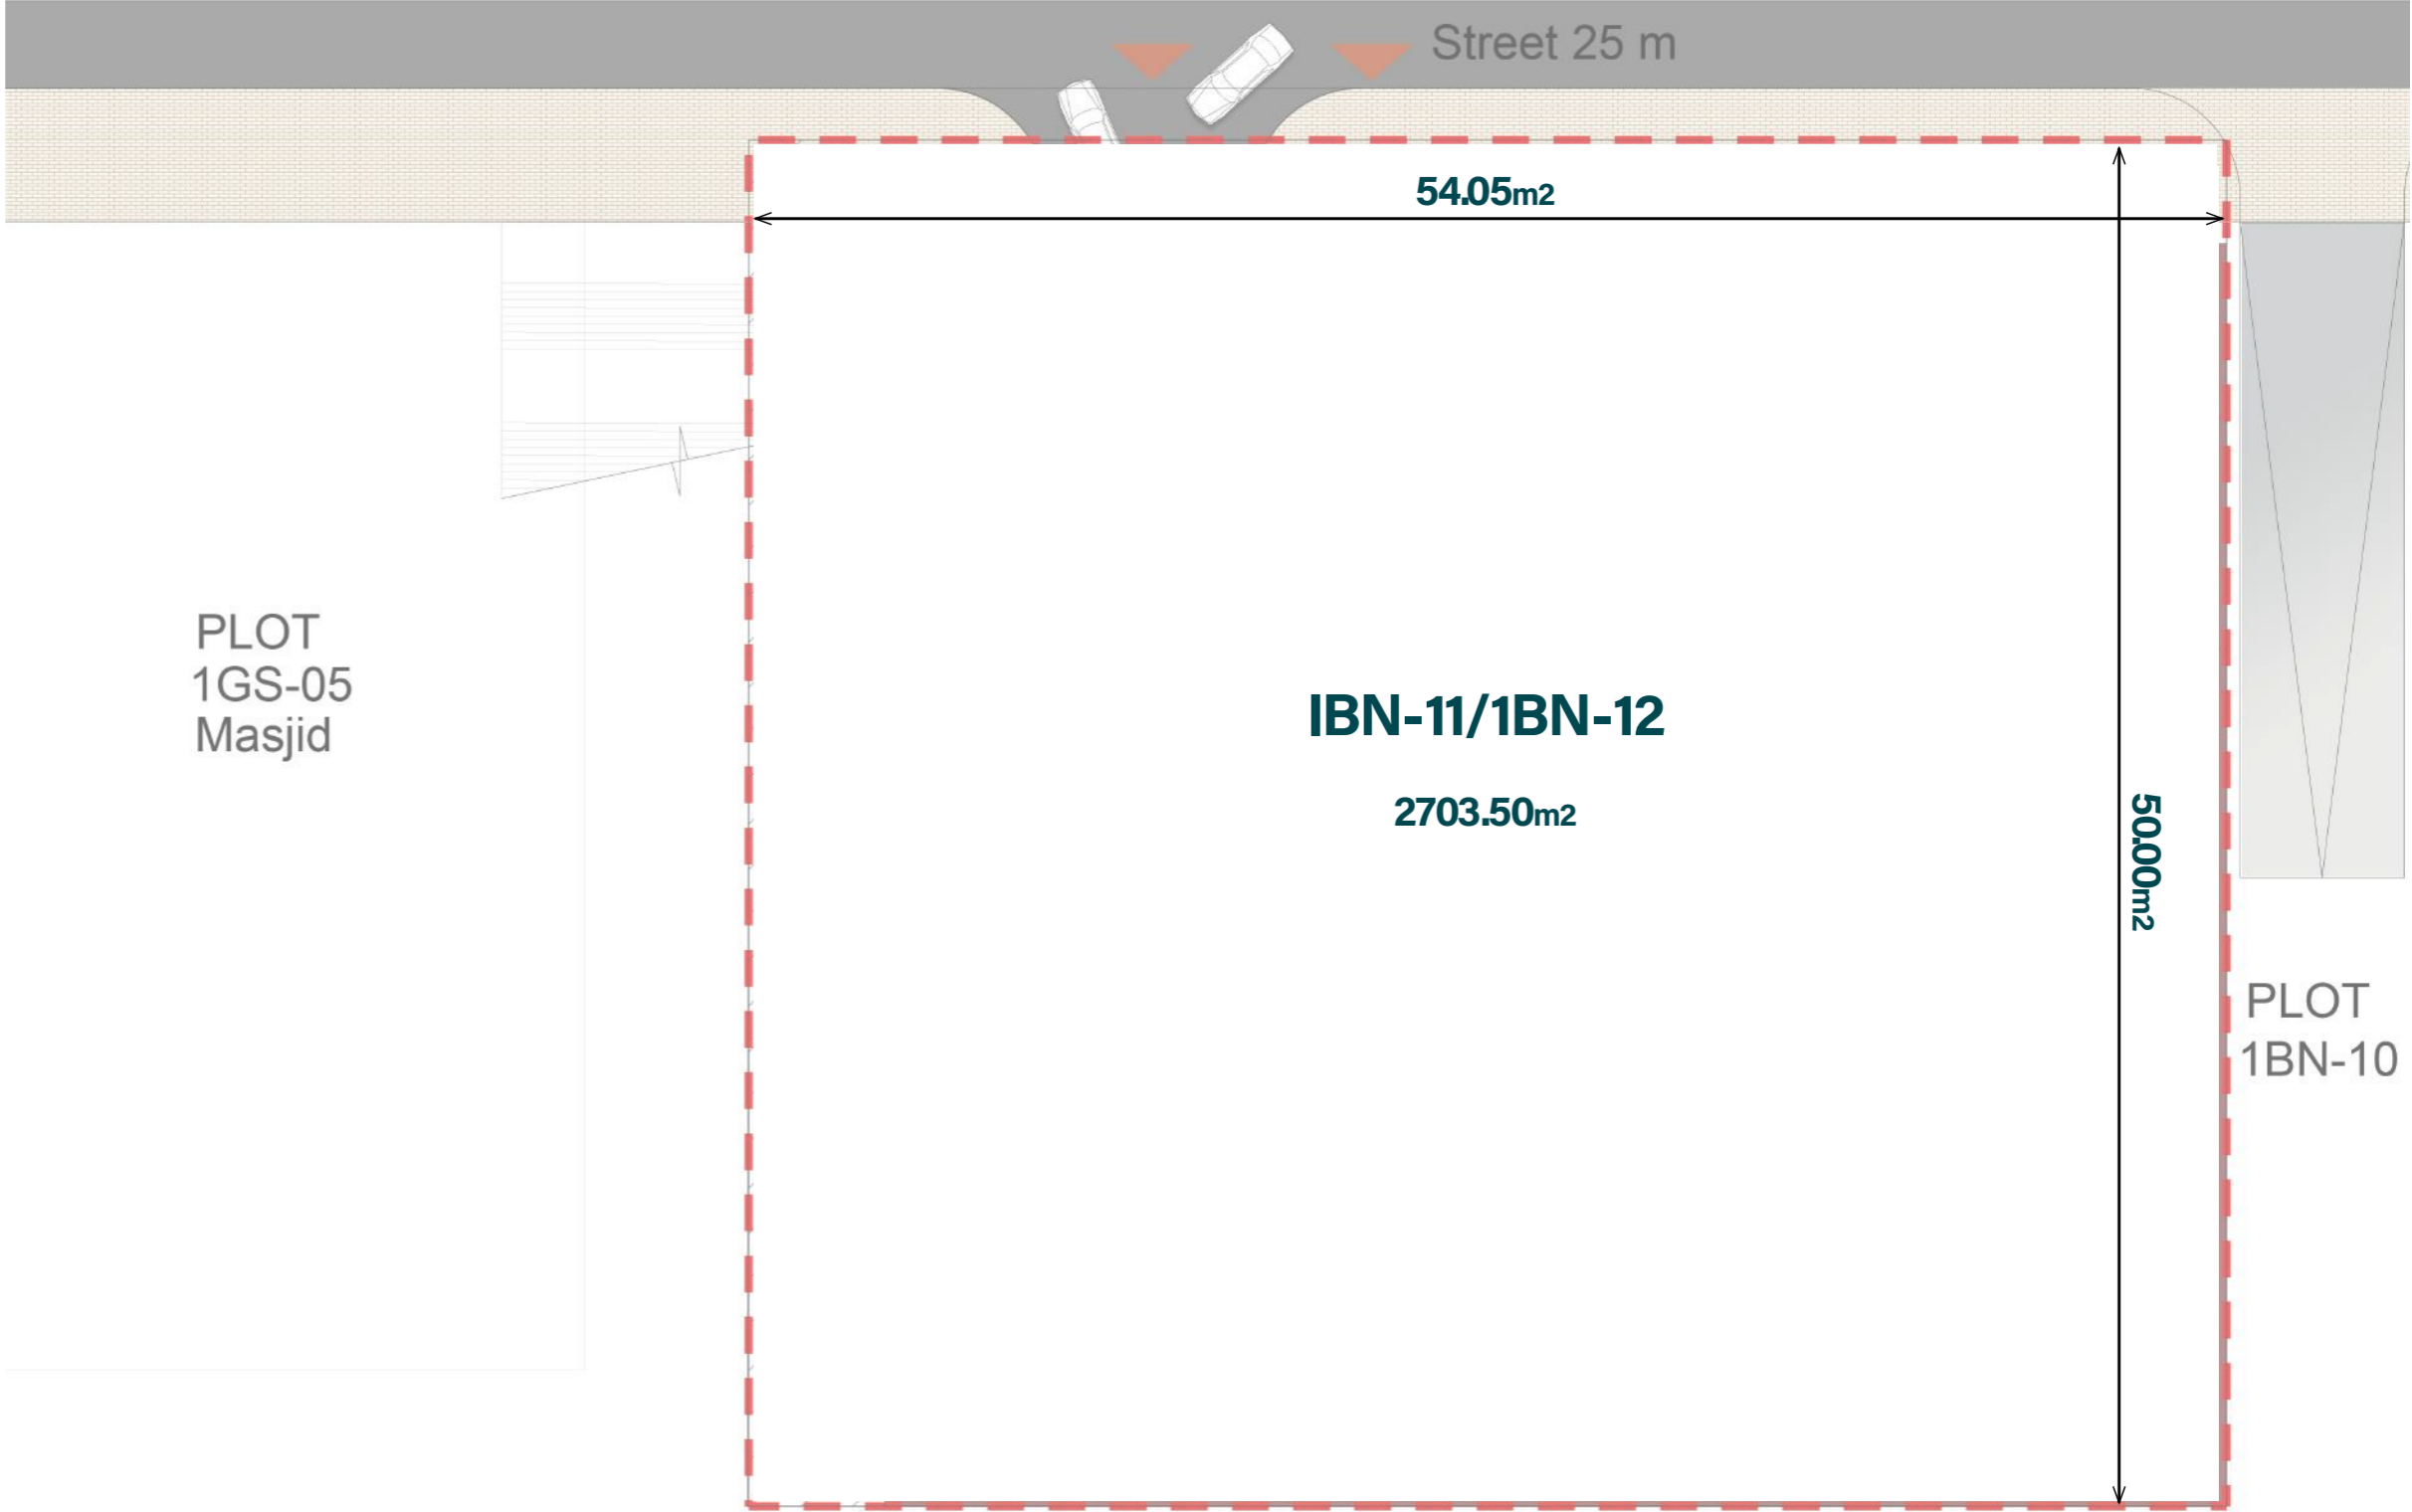 Street 25 m
54.05m2
PLOT
1GS-05
Masjid
IBN-11/1BN-12
2703.50m2
50.00m2
PLOT
1BN-10